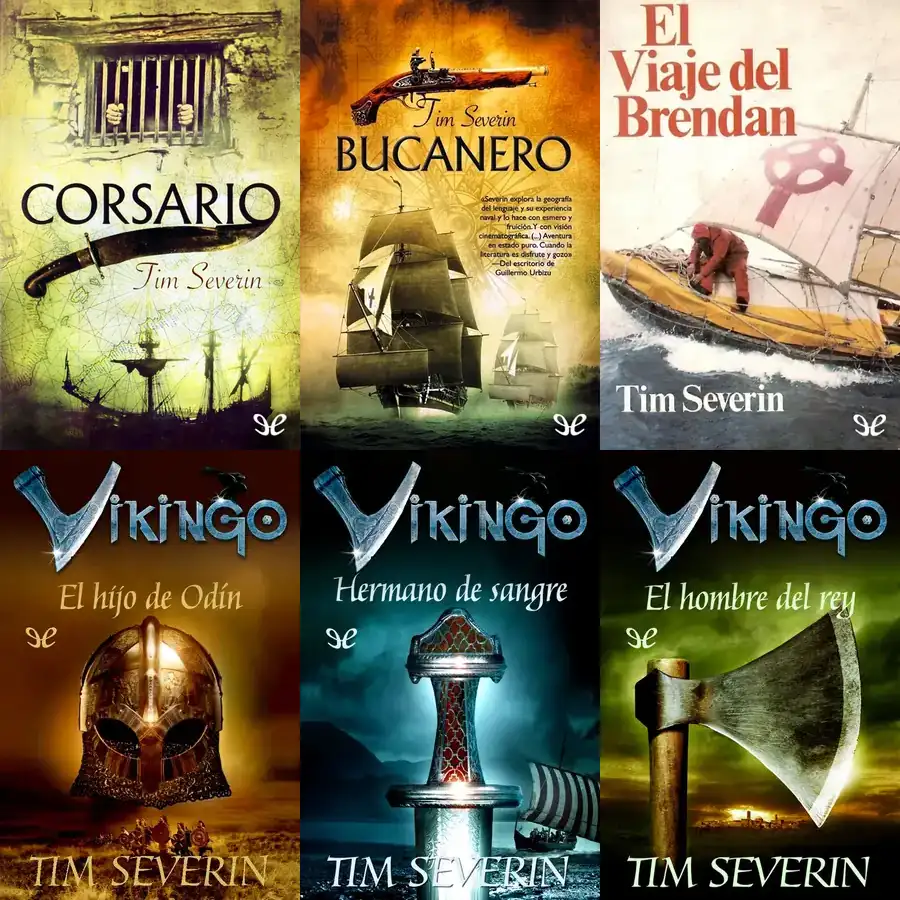 CORSARIO
Tim Severin
Tim Severin
BUCANERO
«Severin explora la geografía
del lenguaje y su experiencia
naval y lo hace con esmero y
fruición. Y con visión
cinematográfica. (...) Aventura
en estado puro. Cuando la
literatura es disfrute y gozo»
—Del escritorio de
Guillermo Urbizu
El
Viaje del
Brendan
Tim Severin
VIKINGO
El hijo de Odín
TIM SEVERIN
VIKINGO
Hermano de sangre
TIM SEVERIN
VIKINGO
El hombre del rey
TIM SEVERIN